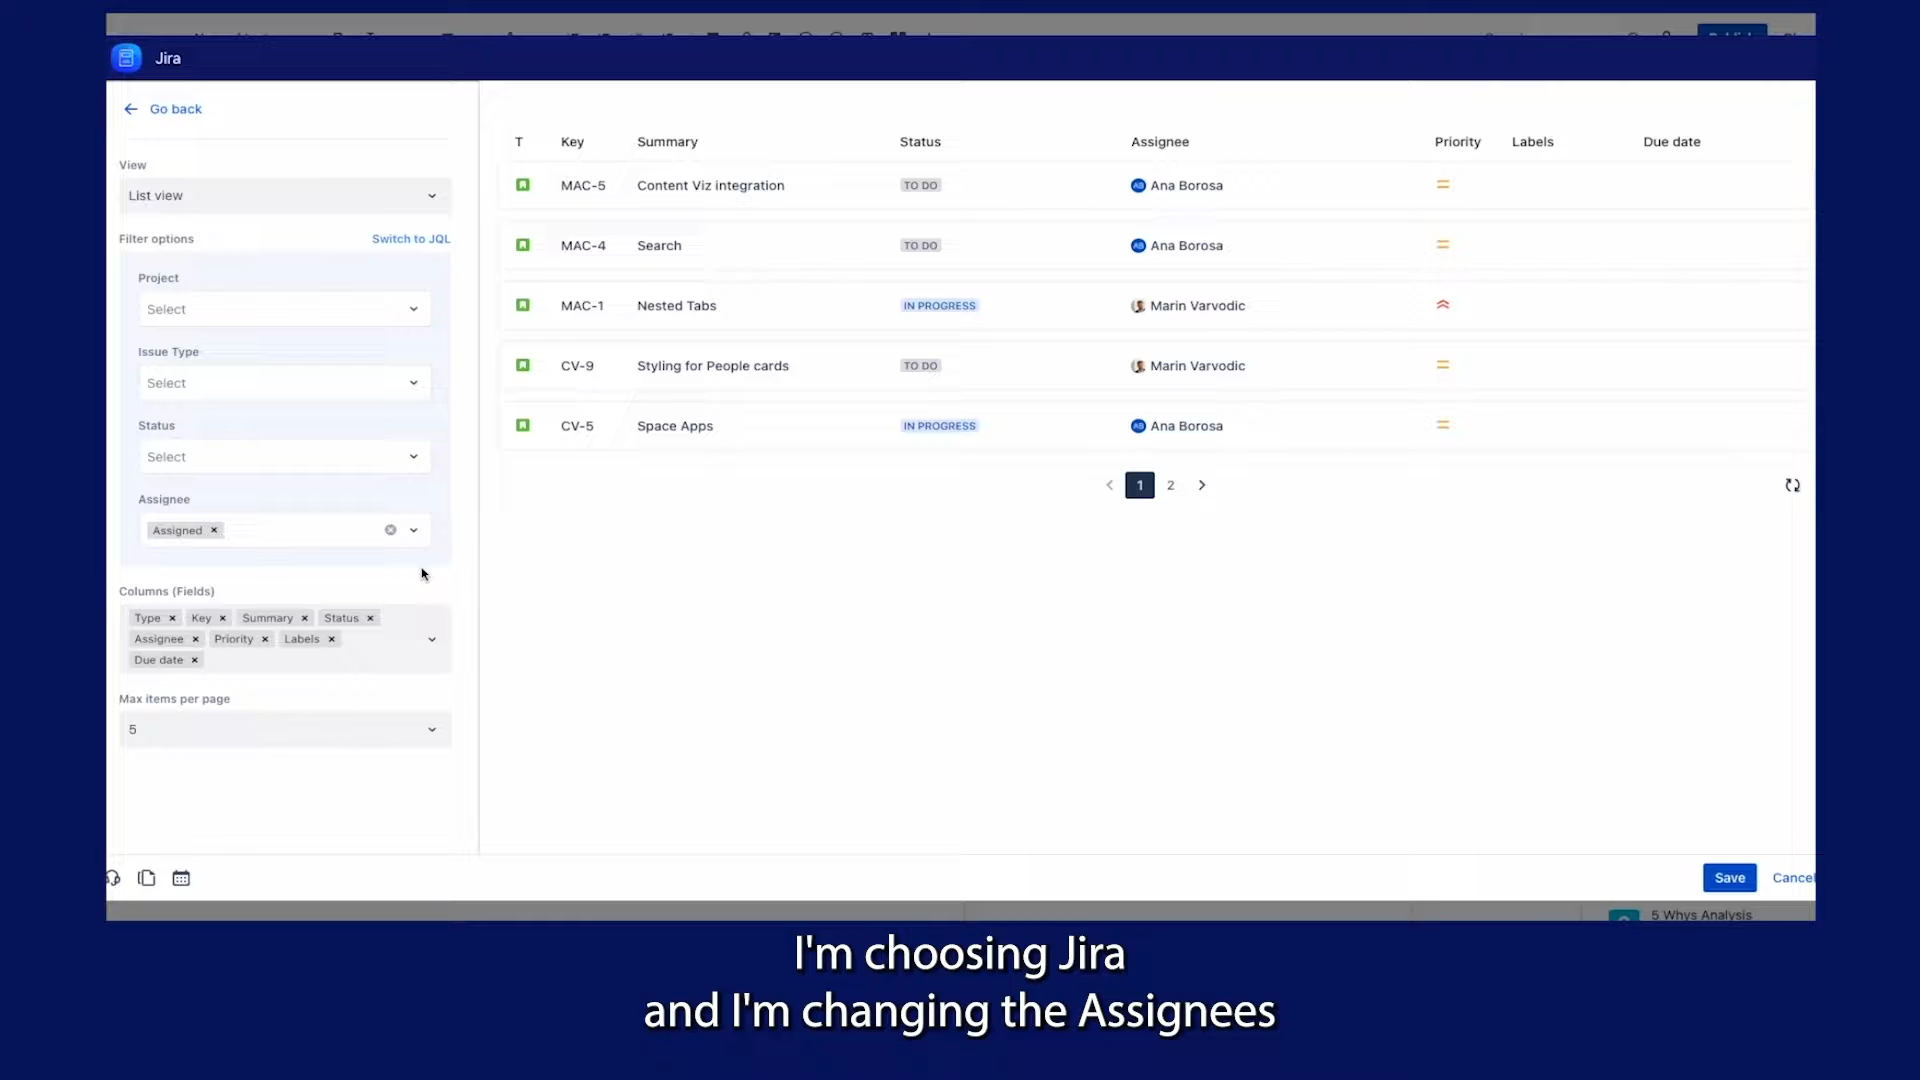 Jira
Go back
View
List view
Filter options Switch to JQL
Project
Select
Issue Type
Select
Status
Select
Assignee
Assigned
Columns (Fields)
Type Key Summary Status
Assignee Priority Labels
Due date
Max items per page
5
T Key Summary Status Assignee Priority Labels Due date
MAC-5 Content Viz integration TO DO AB Ana Borosa
MAC-4 Search TO DO AB Ana Borosa
MAC-1 Nested Tabs IN PROGRESS Marin Varvodic
CV-9 Styling for People cards TO DO Marin Varvodic
CV-5 Space Apps IN PROGRESS AB Ana Borosa
1 2
Save Cancel
5 Whys Analysis
I'm choosing Jira
and I'm changing the Assignees